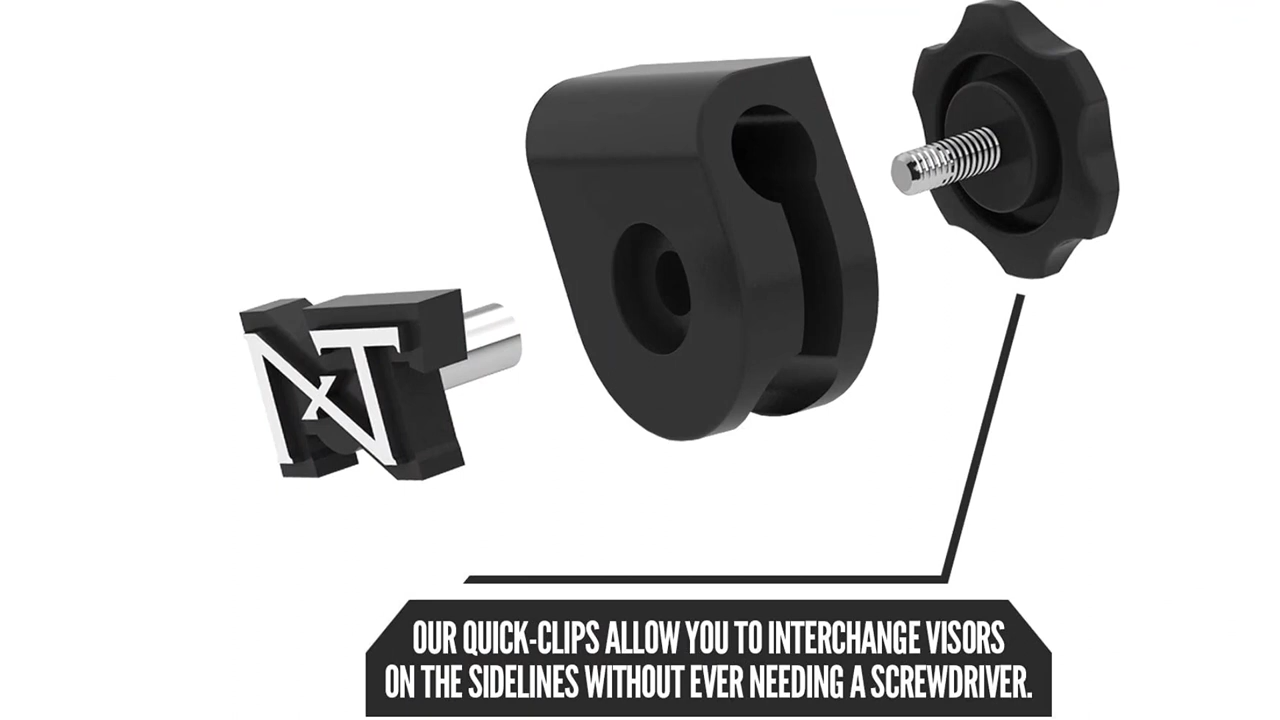 NT
OUR QUICK-CLIPS ALLOW YOU TO INTERCHANGE VISORS
ON THE SIDELINES WITHOUT EVER NEEDING A SCREWDRIVER.